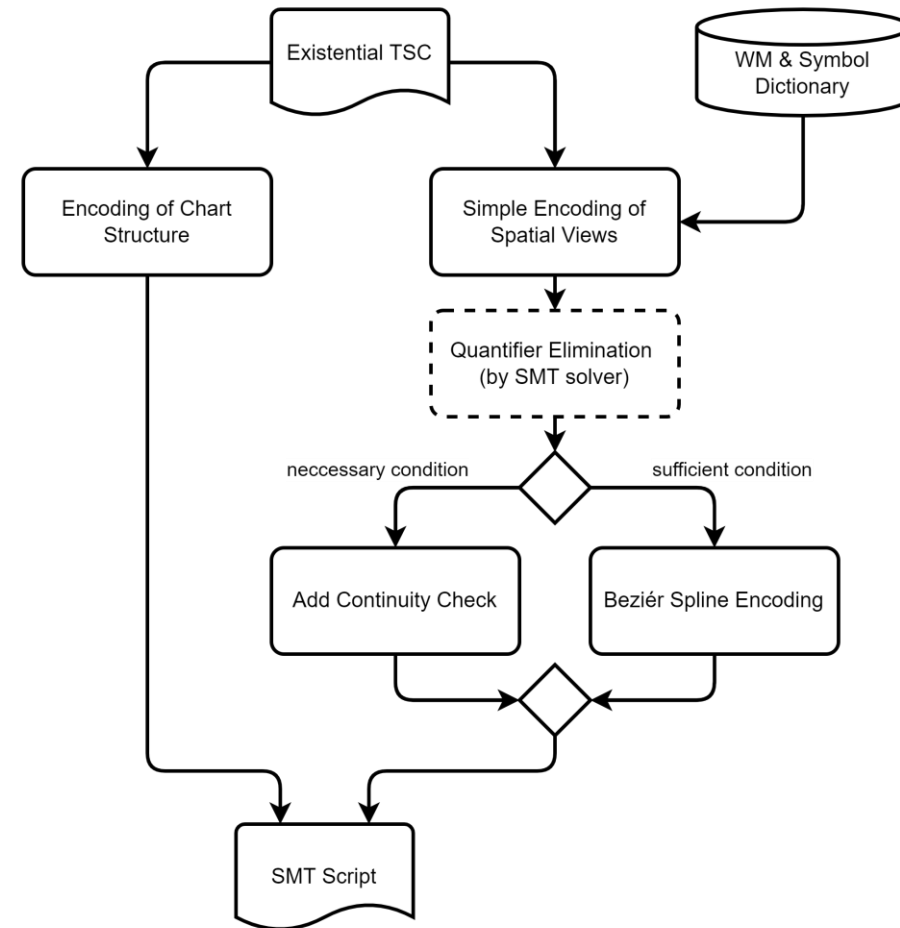 Existential TSC
WM & Symbol
Dictionary
Encoding of Chart
Structure
Simple Encoding of
Spatial Views
Quantifier Elimination
(by SMT solver)
neccessary condition
sufficient condition
Add Continuity Check
Beziér Spline Encoding
SMT Script